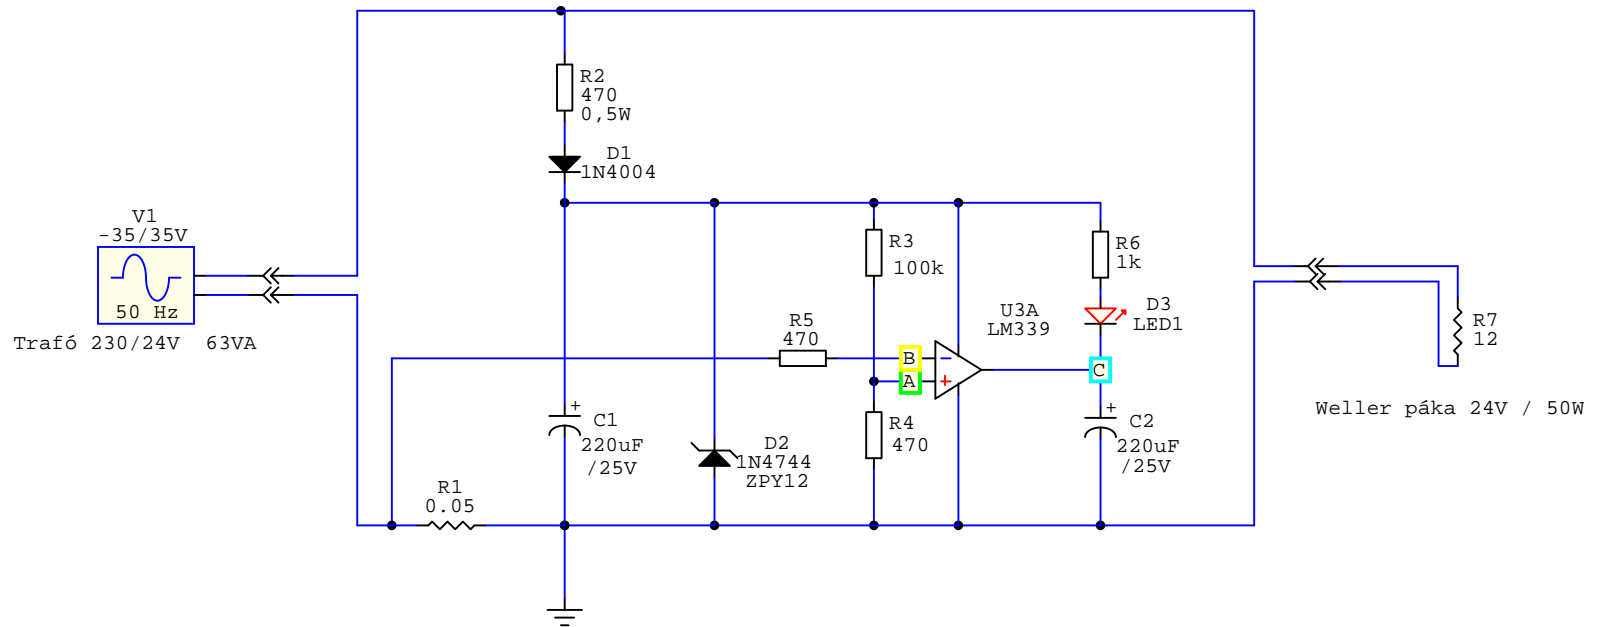 R2
470
0,5W
D1
1N4004
V1
-35/35V
50 Hz
Trafó 230/24V  63VA
R3
100k
R6
1k
U3A
LM339
D3
LED1
R5
470
B
A
C
R7
12
Weller páka 24V / 50W
C1
220uF
/25V
R4
470
C2
220uF
/25V
D2
1N4744
ZPY12
R1
0.05